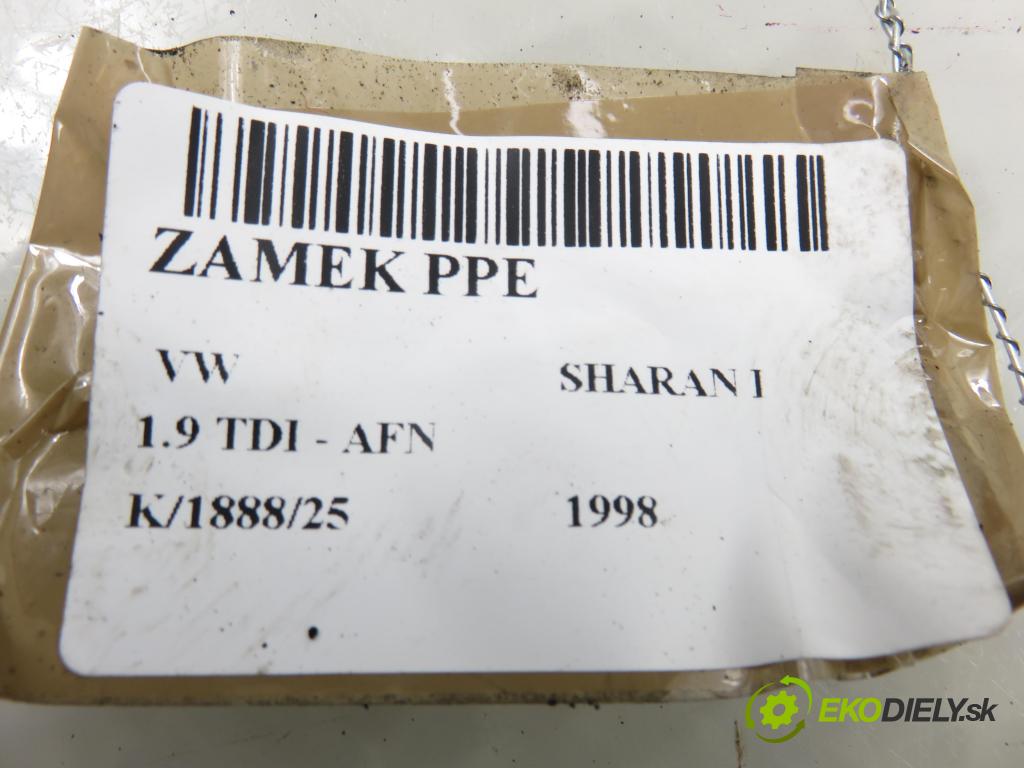 ZAMEK PPE
VW SHARAN I
1.9 TDI - AFN
K/1888/25 1998
EKODIELY.sk